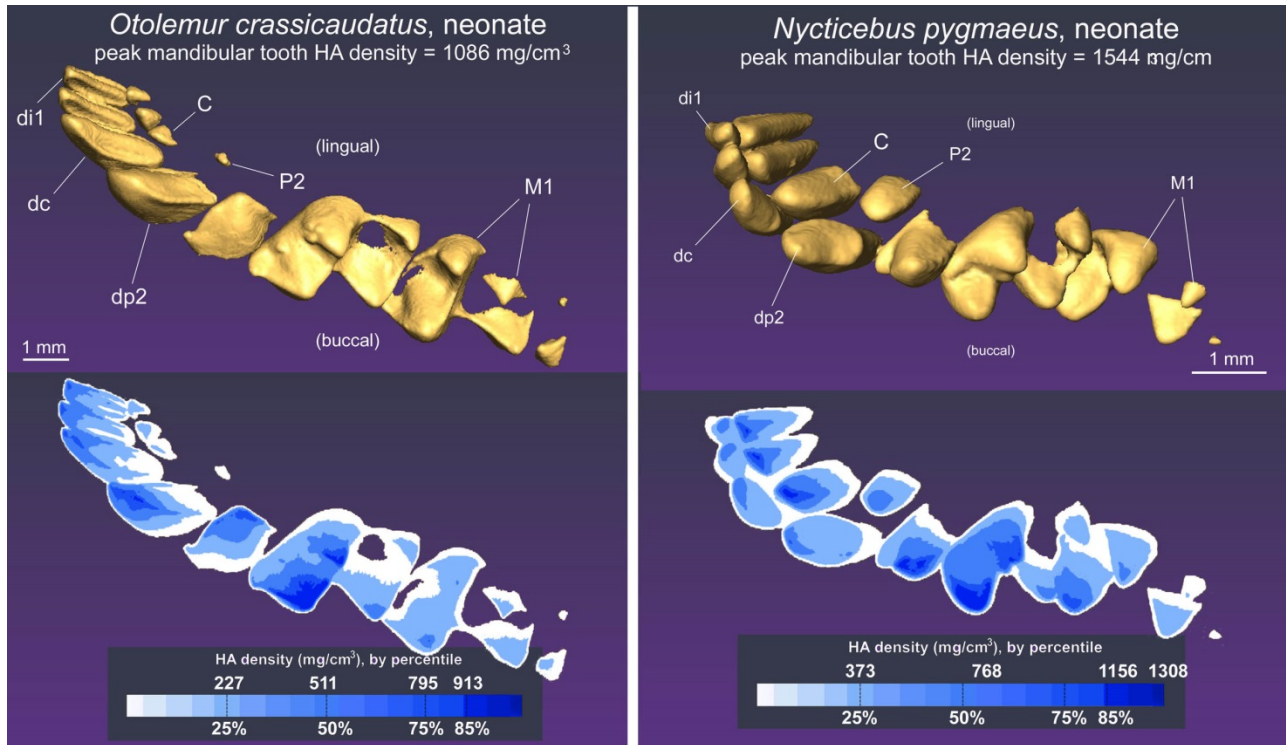 Otolemur crassicaudatus, neonate
peak mandibular tooth HA density = 1086 mg/cm³
di1
C
(lingual)
P2
M1
dc
dp2
(buccal)
1 mm
HA density (mg/cm³), by percentile
227 511 795 913
25% 50% 75% 85%
Nycticebus pygmaeus, neonate
peak mandibular tooth HA density = 1544 mg/cm
di1
(lingual)
C
P2
M1
dc
dp2
(buccal)
1 mm
HA density (mg/cm³), by percentile
373 768 1156 1308
25% 50% 75% 85%